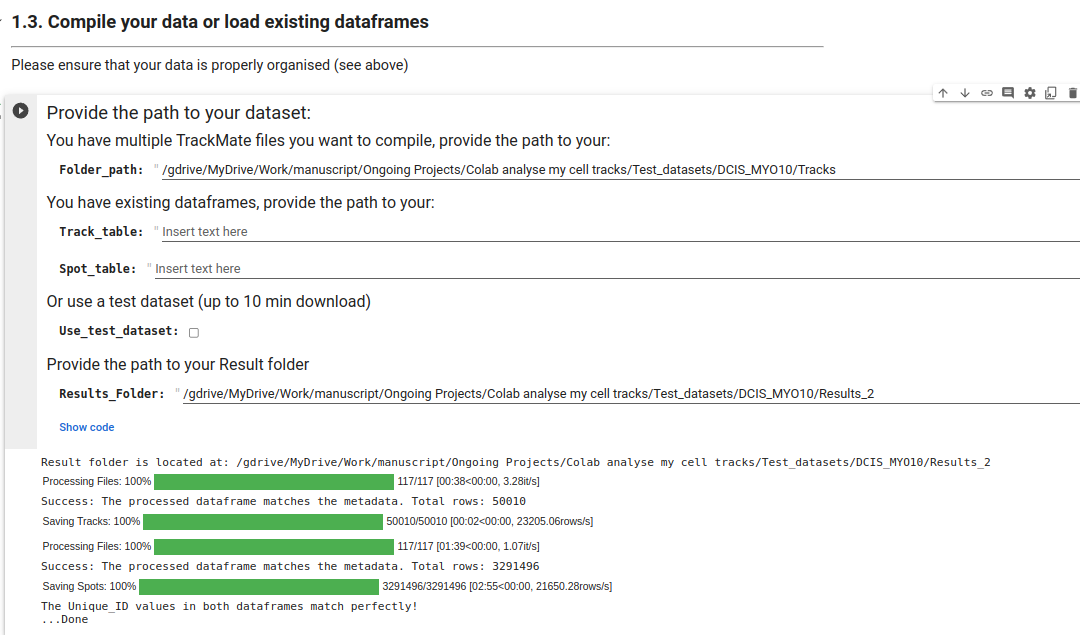 1.3. Compile your data or load existing dataframes
Please ensure that your data is properly organised (see above)
Provide the path to your dataset:
You have multiple TrackMate files you want to compile, provide the path to your:
Folder_path: " /gdrive/MyDrive/Work/manuscript/Ongoing Projects/Colab analyse my cell tracks/Test_datasets/DCIS_MYO10/Tracks
You have existing dataframes, provide the path to your:
Track_table: " Insert text here
Spot_table: " Insert text here
Or use a test dataset (up to 10 min download)
Use_test_dataset:
Provide the path to your Result folder
Results_Folder: " /gdrive/MyDrive/Work/manuscript/Ongoing Projects/Colab analyse my cell tracks/Test_datasets/DCIS_MYO10/Results_2
Show code
Result folder is located at: /gdrive/MyDrive/Work/manuscript/Ongoing Projects/Colab analyse my cell tracks/Test_datasets/DCIS_MYO10/Results_2
Processing Files: 100% 117/117 [00:38<00:00, 3.28it/s]
Success: The processed dataframe matches the metadata. Total rows: 50010
Saving Tracks: 100% 50010/50010 [00:02<00:00, 23205.06rows/s]
Processing Files: 100% 117/117 [01:39<00:00, 1.07it/s]
Success: The processed dataframe matches the metadata. Total rows: 3291496
Saving Spots: 100% 3291496/3291496 [02:55<00:00, 21650.28rows/s]
The Unique_ID values in both dataframes match perfectly!
...Done